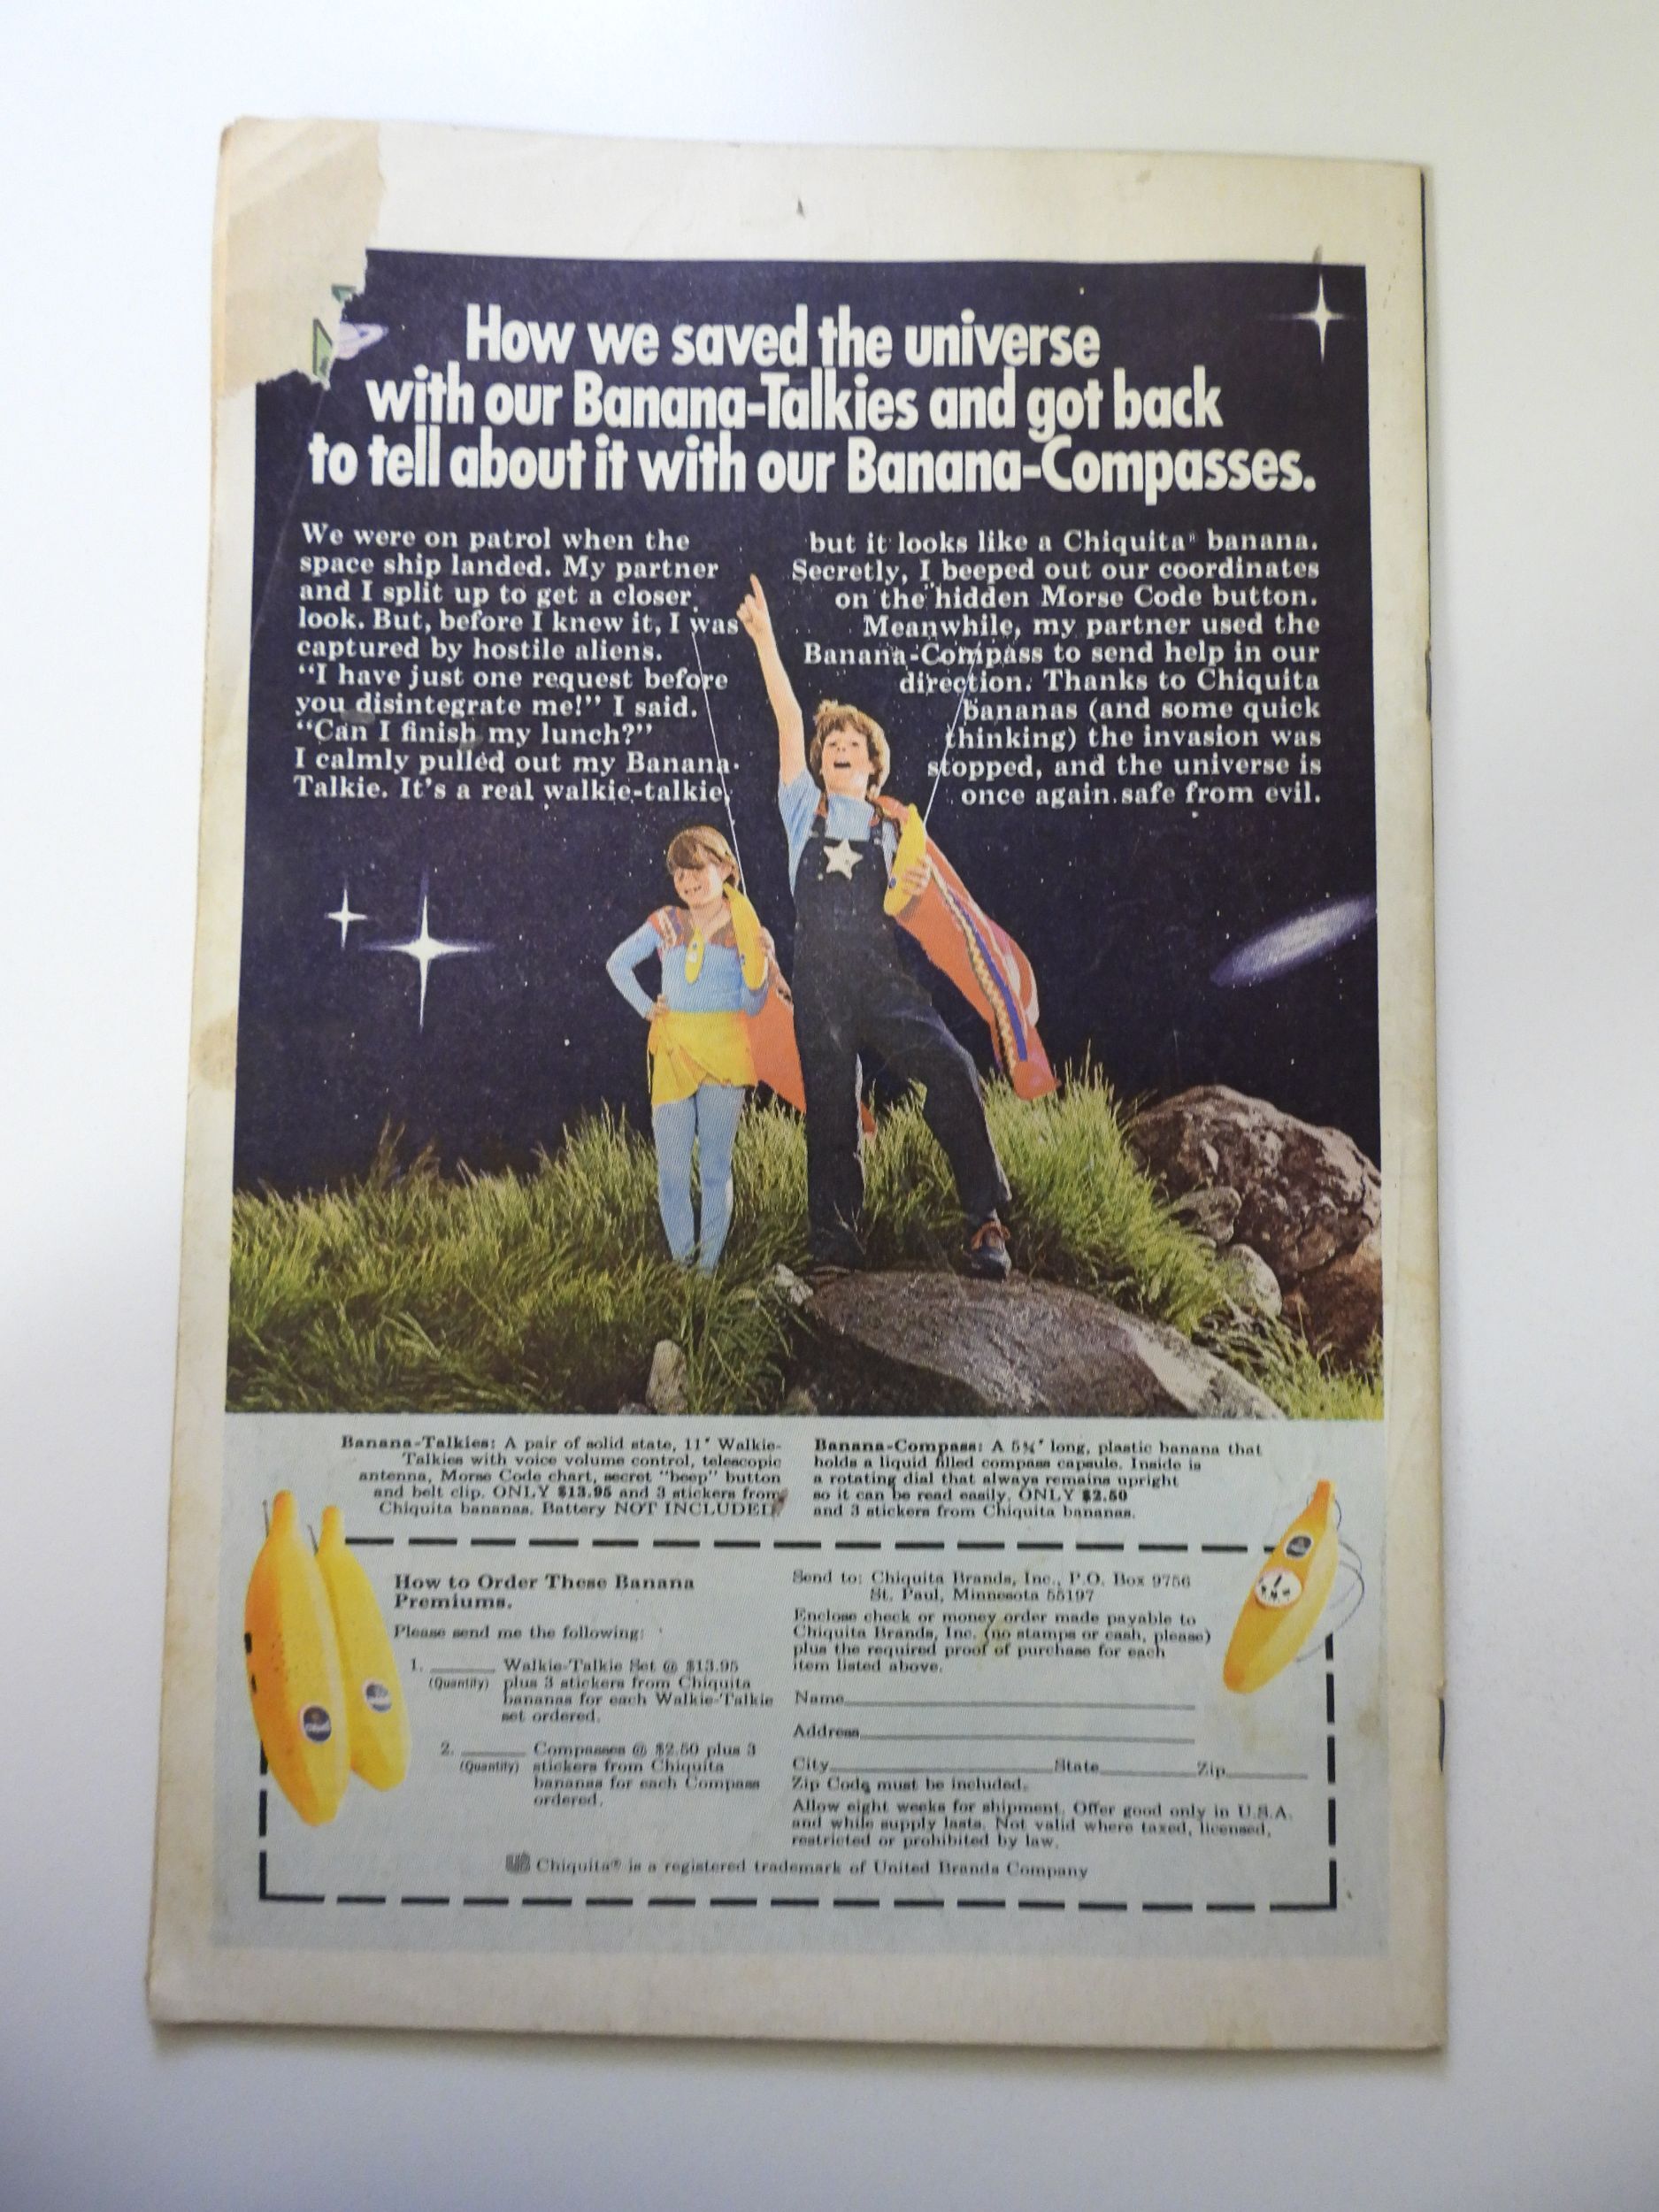 How we saved the universe
with our Banana-Talkies and got back
to tell about it with our Banana-Compasses.
We were on patrol when the
space ship landed. My partner
and I split up to get a closer
look. But, before I knew it, I was
captured by hostile aliens.
“I have just one request before
you disintegrate me!” I said.
“Can I finish my lunch?”
I calmly pulled out my Banana-
Talkie. It's a real walkie-talkie,
but it looks like a Chiquita® banana.
Secretly, I beeped out our coordinates
on the hidden Morse Code button.
Meanwhile, my partner used the
Banana-Compass to send help in our
direction. Thanks to Chiquita
bananas (and some quick
thinking) the invasion was
stopped, and the universe is
once again safe from evil.
Banana-Talkies: A pair of solid state, 11" Walkie-
Talkies with voice volume control, telescopic
antenna, Morse Code chart, secret "beep" button
and belt clip. ONLY $13.95 and 3 stickers from
Chiquita bananas. Battery NOT INCLUDED
Banana-Compass: A 5¾" long, plastic banana that
holds a liquid filled compass capsule. Inside is
a rotating dial that always remains upright
so it can be read easily. ONLY $2.50
and 3 stickers from Chiquita bananas.
How to Order These Banana
Premiums.
Please send me the following:
1. ______ Walkie-Talkie Set @ $13.95
(Quantity) plus 3 stickers from Chiquita
bananas for each Walkie-Talkie
set ordered.
2. ______ Compasses @ $2.50 plus 3
(Quantity) stickers from Chiquita
bananas for each Compass
ordered.
Send to: Chiquita Brands, Inc., P.O. Box 9756
St. Paul, Minnesota 55197
Enclose check or money order made payable to
Chiquita Brands, Inc. (no stamps or cash, please)
plus the required proof of purchase for each
item listed above.
Name
Address
City State Zip
Zip Code must be included.
Allow eight weeks for shipment. Offer good only in U.S.A.
and while supply lasts. Not valid where taxed, licensed,
restricted or prohibited by law.
Chiquita® is a registered trademark of United Brands Company